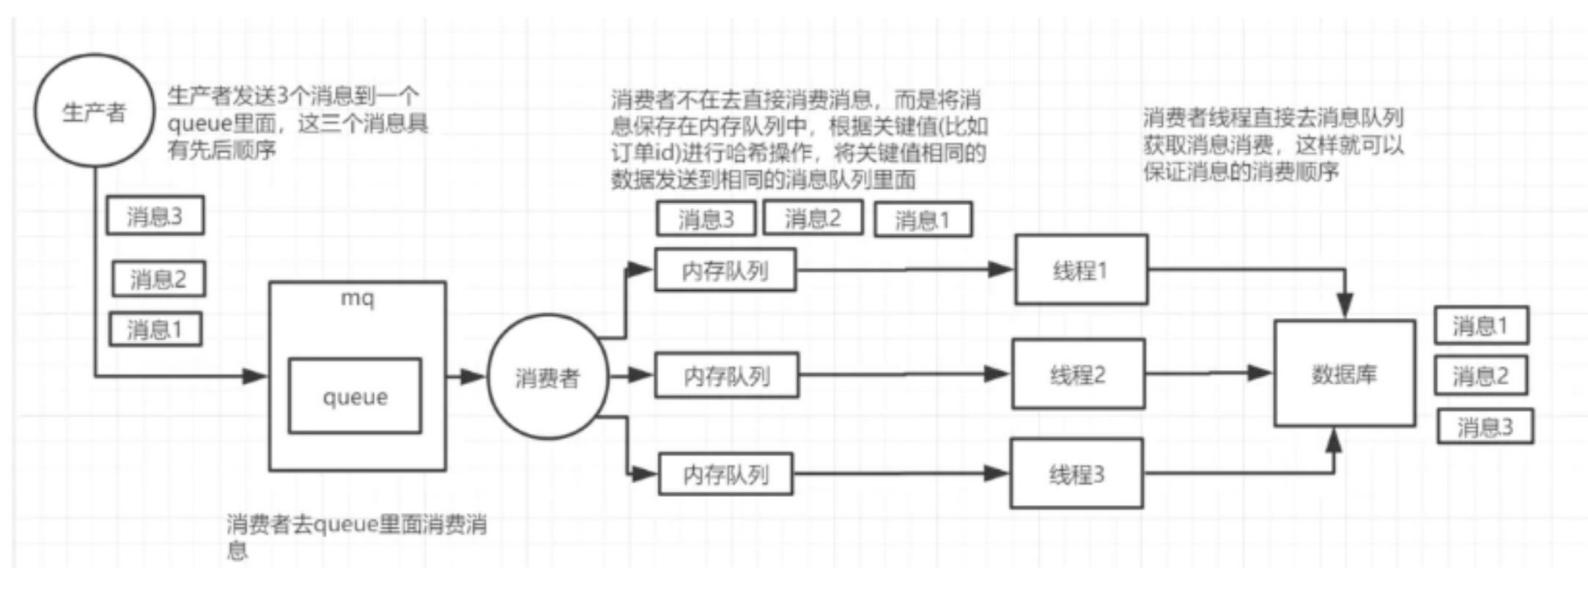 生产者
生产者发送3个消息到一个
queue里面，这三个消息具
有先后顺序
消息3
消息2
消息1
mq
queue
消费者去queue里面消费消
息
消费者
消费者不在去直接消费消息，而是将消
息保存在内存队列中，根据关键值(比如
订单id)进行哈希操作，将关键值相同的
数据发送到相同的消息队列里面
消息3 消息2 消息1
内存队列
内存队列
内存队列
消费者线程直接去消息队列
获取消息消费，这样就可以
保证消息的消费顺序
线程1
线程2
线程3
数据库
消息1
消息2
消息3